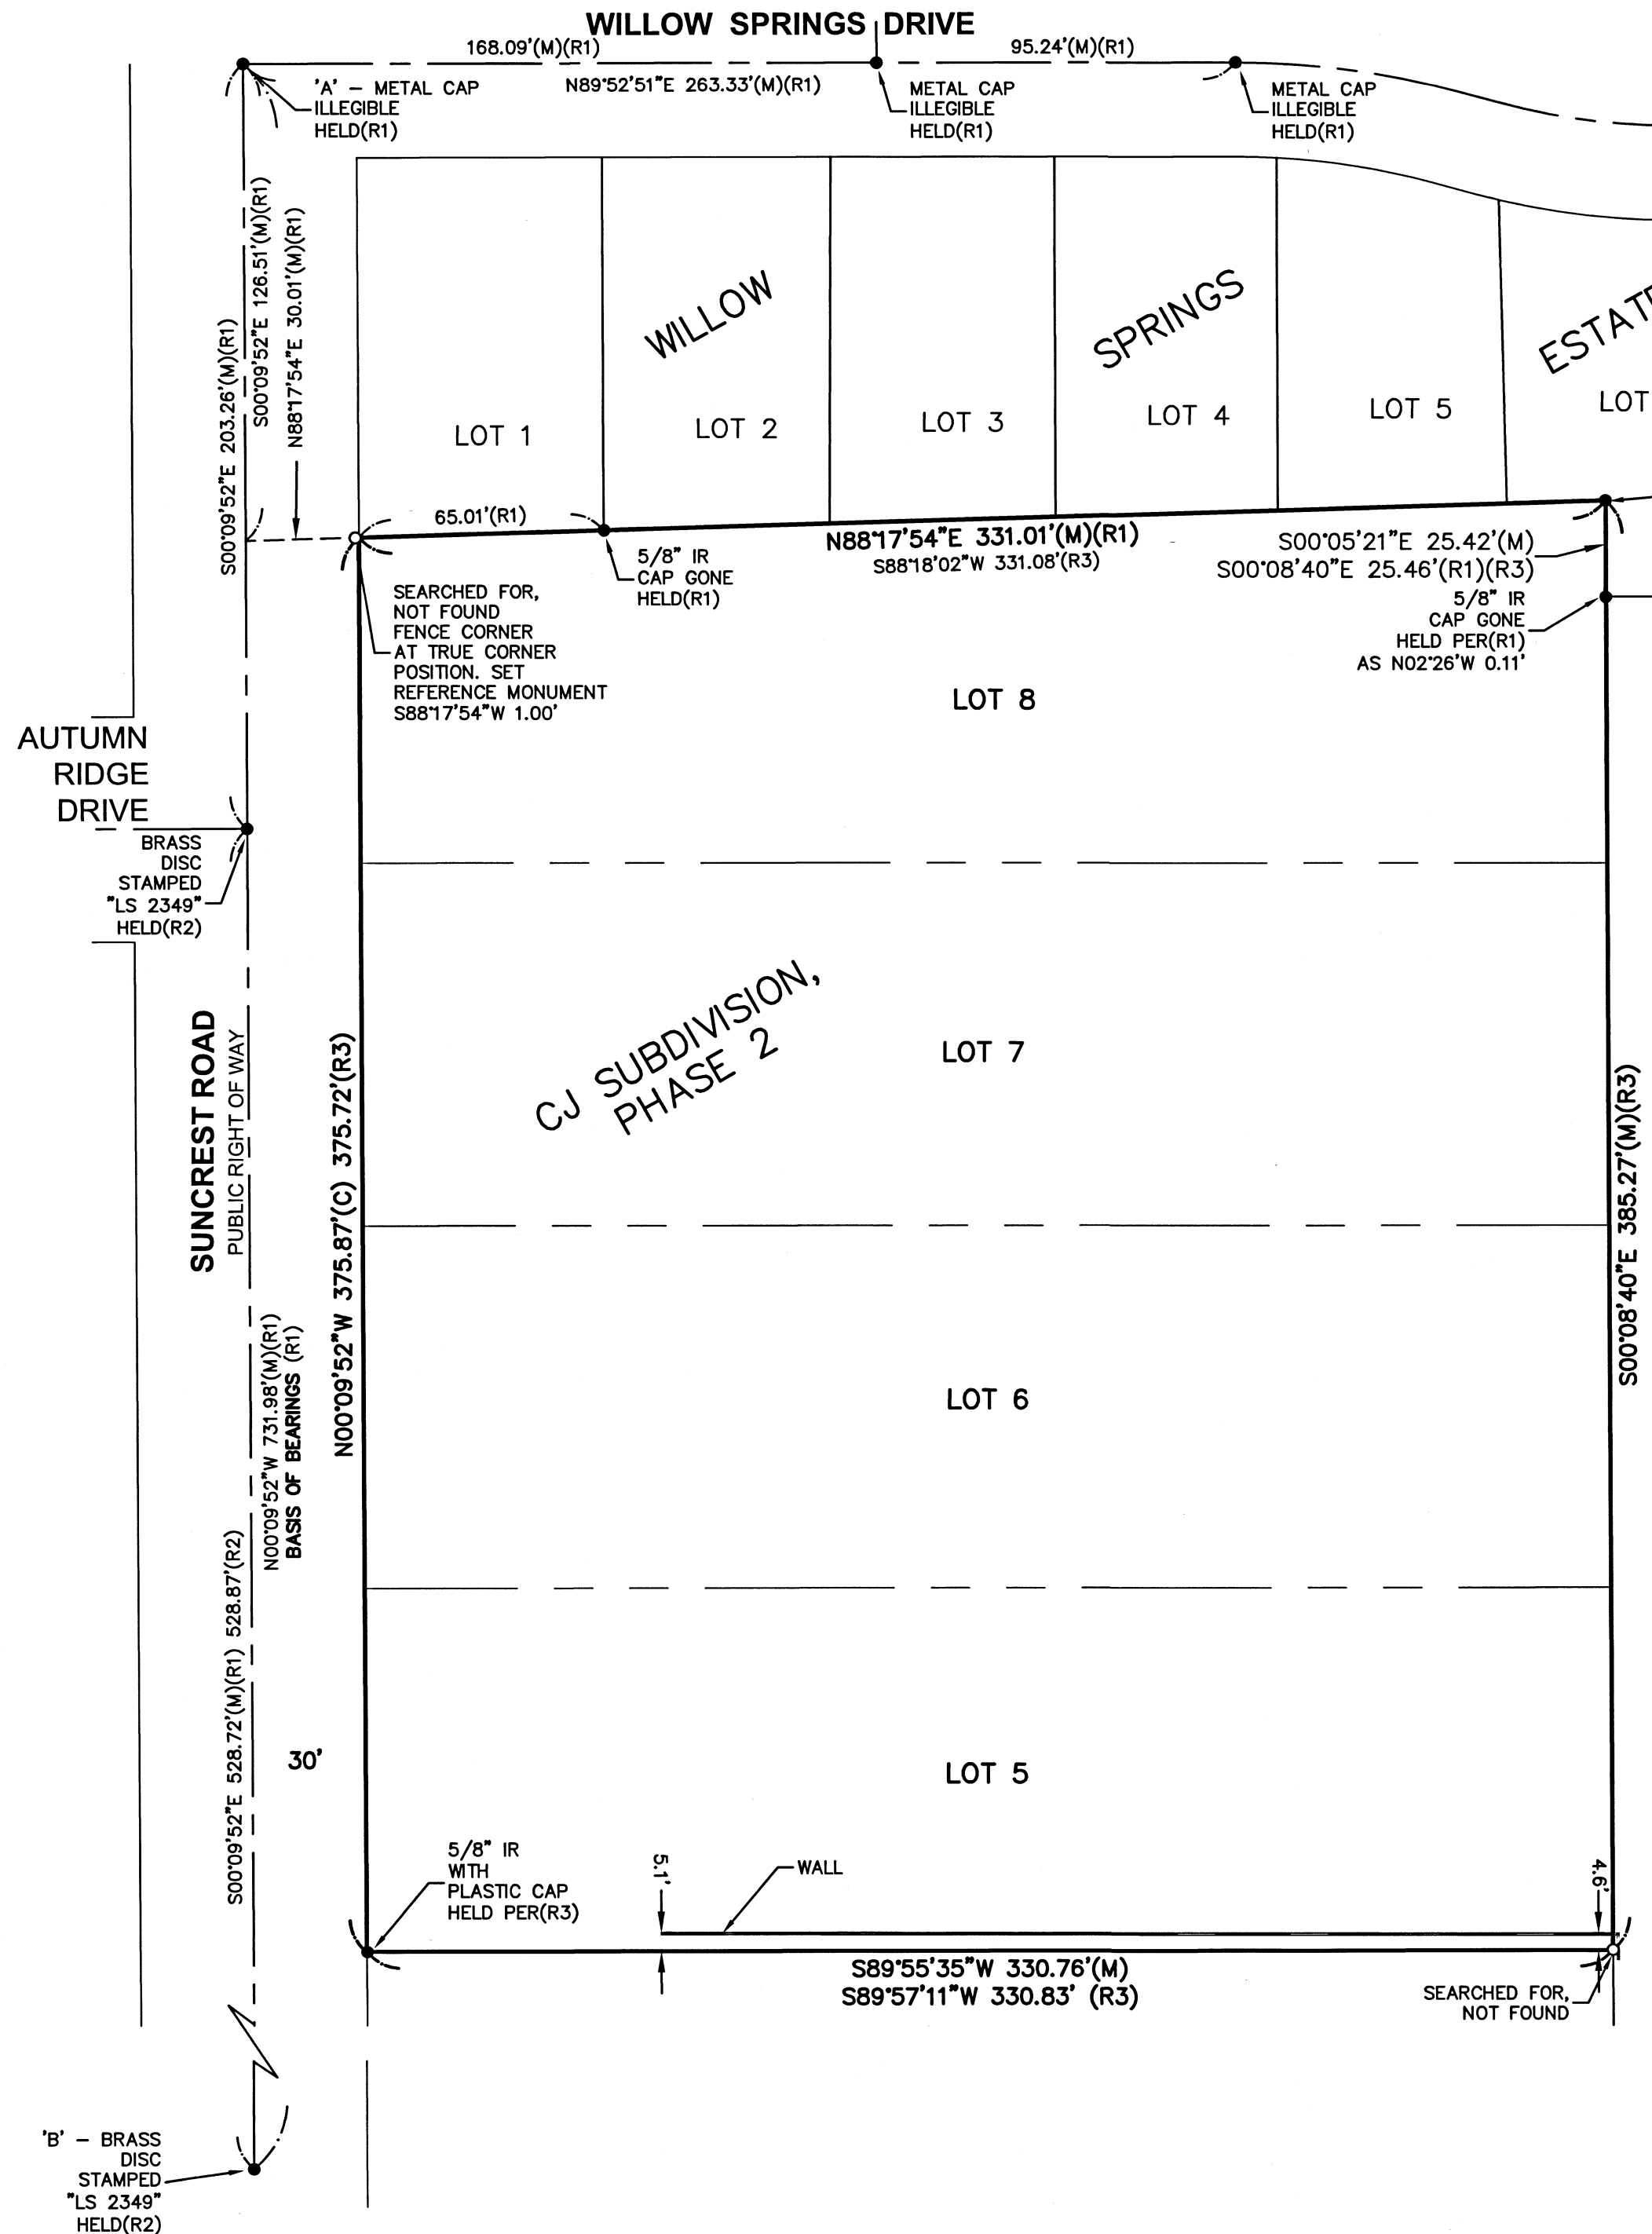 WILLOW SPRINGS DRIVE
168.09'(M)(R1)
95.24'(M)(R1)
N89°52'51"E 263.33'(M)(R1)
'A' - METAL CAP
ILLEGIBLE
HELD(R1)
METAL CAP
ILLEGIBLE
HELD(R1)
METAL CAP
ILLEGIBLE
HELD(R1)
S00°09'52"E 203.26'(M)(R1)
S00°09'52"E 126.51'(M)(R1)
N88°17'54"E 30.01'(M)(R1)
WILLOW
SPRINGS
LOT 1
LOT 2
LOT 3
LOT 4
LOT 5
LOT
65.01'(R1)
N88°17'54"E 331.01'(M)(R1)
S88°18'02"W 331.08'(R3)
S00°05'21"E 25.42'(M)
S00°08'40"E 25.46'(R1)(R3)
5/8" IR
CAP GONE
HELD(R1)
5/8" IR
CAP GONE
HELD PER(R1)
AS N02°26'W 0.11'
SEARCHED FOR,
NOT FOUND
FENCE CORNER
AT TRUE CORNER
POSITION. SET
REFERENCE MONUMENT
S88°17'54"W 1.00'
LOT 8
AUTUMN
RIDGE
DRIVE
BRASS
DISC
STAMPED
"LS 2349"
HELD(R2)
CJ SUBDIVISION,
PHASE 2
LOT 7
SUNCREST ROAD
PUBLIC RIGHT OF WAY
N00°09'52"W 375.87'(C) 375.72'(R3)
S00°08'40"E 385.27'(M)(R3)
N00°09'52"W 731.98'(M)(R1)
BASIS OF BEARINGS (R1)
LOT 6
S00°09'52"E 528.72'(M)(R1) 528.87'(R2)
30'
LOT 5
5/8" IR
WITH
PLASTIC CAP
HELD PER(R3)
5.1'
WALL
4.6'
S89°55'35"W 330.76'(M)
S89°57'11"W 330.83' (R3)
SEARCHED FOR,
NOT FOUND
'B' - BRASS
DISC
STAMPED
"LS 2349"
HELD(R2)